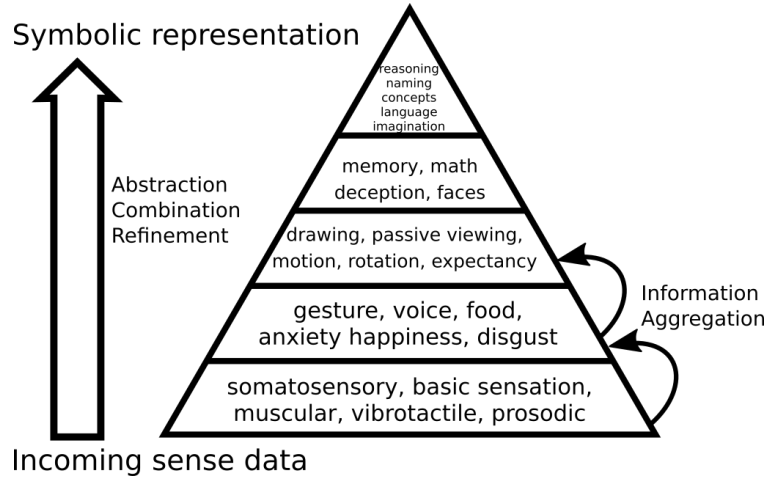 Symbolic representation
reasoning
naming
concepts
language
imagination
memory, math
deception, faces
Abstraction
Combination
Refinement
drawing, passive viewing,
motion, rotation, expectancy
gesture, voice, food,
anxiety happiness, disgust
Information
Aggregation
somatosensory, basic sensation,
muscular, vibrotactile, prosodic
Incoming sense data